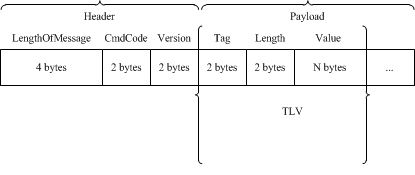 Header Payload
LengthOfMessage CmdCode Version Tag Length Value
4 bytes 2 bytes 2 bytes 2 bytes 2 bytes N bytes ...
TLV